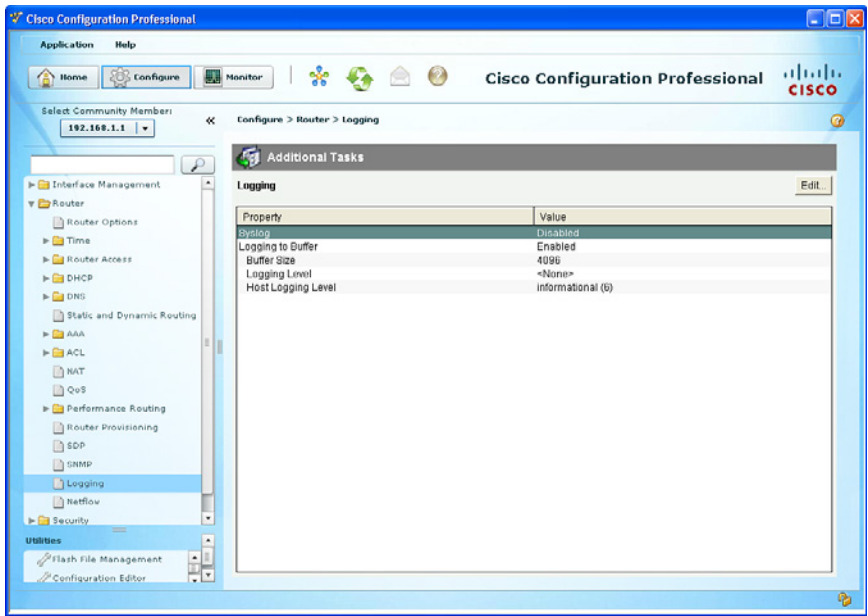 Cisco Configuration Professional
Application Help
Home Configure Monitor Cisco Configuration Professional CISCO
Select Community Member:
192.168.1.1
Configure > Router > Logging
Additional Tasks
Logging Edit...
Property Value
Syslog Disabled
Logging to Buffer Enabled
Buffer Size 4096
Logging Level <None>
Host Logging Level informational (6)
Interface Management
Router
Router Options
Time
Router Access
DHCP
DNS
Static and Dynamic Routing
AAA
ACL
NAT
QoS
Performance Routing
Router Provisioning
SDP
SNMP
Logging
Netflow
Security
Utilities
Flash File Management
Configuration Editor